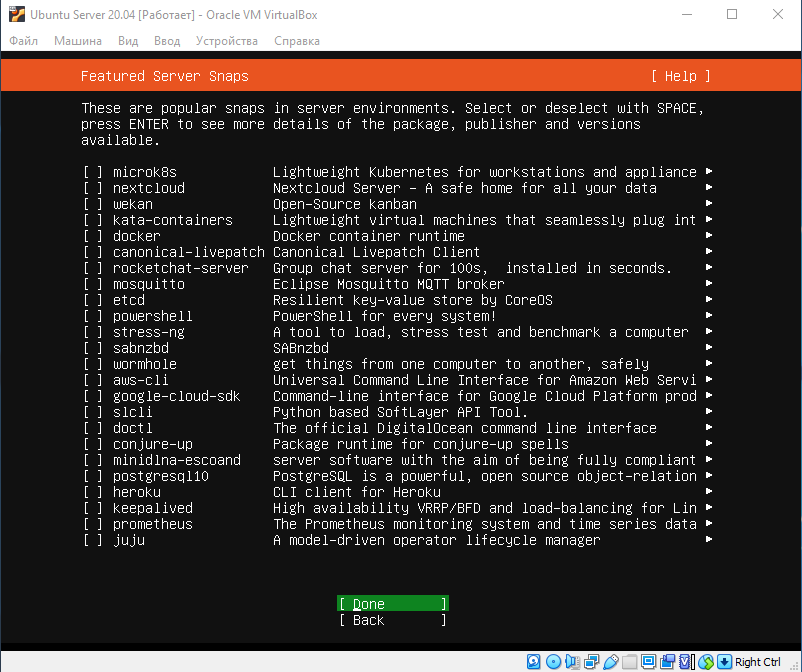 Ubuntu Server 20.04 [Работает] - Oracle VM VirtualBox
Файл Машина Вид Ввод Устройства Справка
Featured Server Snaps [ Help ]
These are popular snaps in server environments. Select or deselect with SPACE,
press ENTER to see more details of the package, publisher and versions
available.
[ ] microk8s Lightweight Kubernetes for workstations and appliance ▸
[ ] nextcloud Nextcloud Server - A safe home for all your data ▸
[ ] wekan Open-Source kanban ▸
[ ] kata-containers Lightweight virtual machines that seamlessly plug int ▸
[ ] docker Docker container runtime ▸
[ ] canonical-livepatch Canonical Livepatch Client ▸
[ ] rocketchat-server Group chat server for 100s, installed in seconds. ▸
[ ] mosquitto Eclipse Mosquitto MQTT broker ▸
[ ] etcd Resilient key-value store by CoreOS ▸
[ ] powershell PowerShell for every system! ▸
[ ] stress-ng A tool to load, stress test and benchmark a computer ▸
[ ] sabnzbd SABnzbd ▸
[ ] wormhole get things from one computer to another, safely ▸
[ ] aws-cli Universal Command Line Interface for Amazon Web Servi ▸
[ ] google-cloud-sdk Command-line interface for Google Cloud Platform prod ▸
[ ] slcli Python based SoftLayer API Tool. ▸
[ ] doctl The official DigitalOcean command line interface ▸
[ ] conjure-up Package runtime for conjure-up spells ▸
[ ] minidlna-escoand server software with the aim of being fully compliant ▸
[ ] postgresql10 PostgreSQL is a powerful, open source object-relation ▸
[ ] heroku CLI client for Heroku ▸
[ ] keepalived High availability VRRP/BFD and load-balancing for Lin ▸
[ ] prometheus The Prometheus monitoring system and time series data ▸
[ ] juju A model-driven operator lifecycle manager ▸
[ Done ]
[ Back ]
Right Ctrl